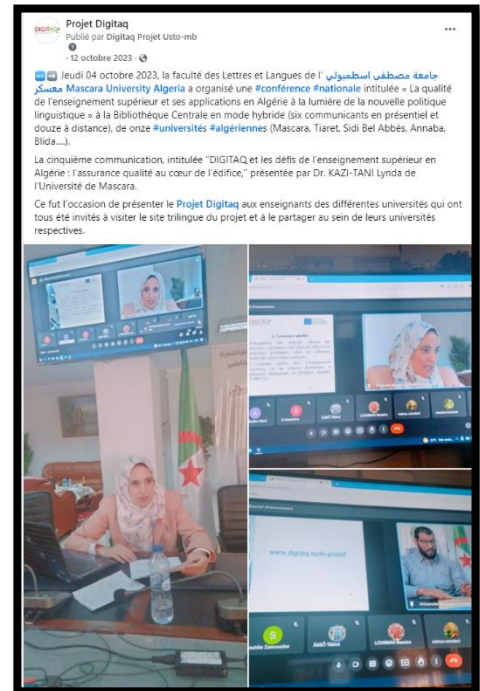 Projet Digitaq
Publié par Digitaq Projet Usto-mb
· 12 octobre 2023 ·
Jeudi 04 octobre 2023, la faculté des Lettres et Langues de l' جامعة مصطفى اسطمبولي
معسكر Mascara University Algeria a organisé une #conférence #nationale intitulée « La qualité
de l'enseignement supérieur et ses applications en Algérie à la lumière de la nouvelle politique
linguistique » à la Bibliothèque Centrale en mode hybride (six communicants en présentiel et
douze à distance), de onze #universités #algériennes (Mascara, Tiaret, Sidi Bel Abbès, Annaba,
Blida....).
La cinquième communication, intitulée "DIGITAQ et les défis de l'enseignement supérieur en
Algérie : l'assurance qualité au cœur de l'édifice," présentée par Dr. KAZI-TANI Lynda de
l'Université de Mascara.
Ce fut l'occasion de présenter le Projet Digitaq aux enseignants des différentes universités qui ont
tous été invités à visiter le site trilingue du projet et à le partager au sein de leurs universités
respectives.